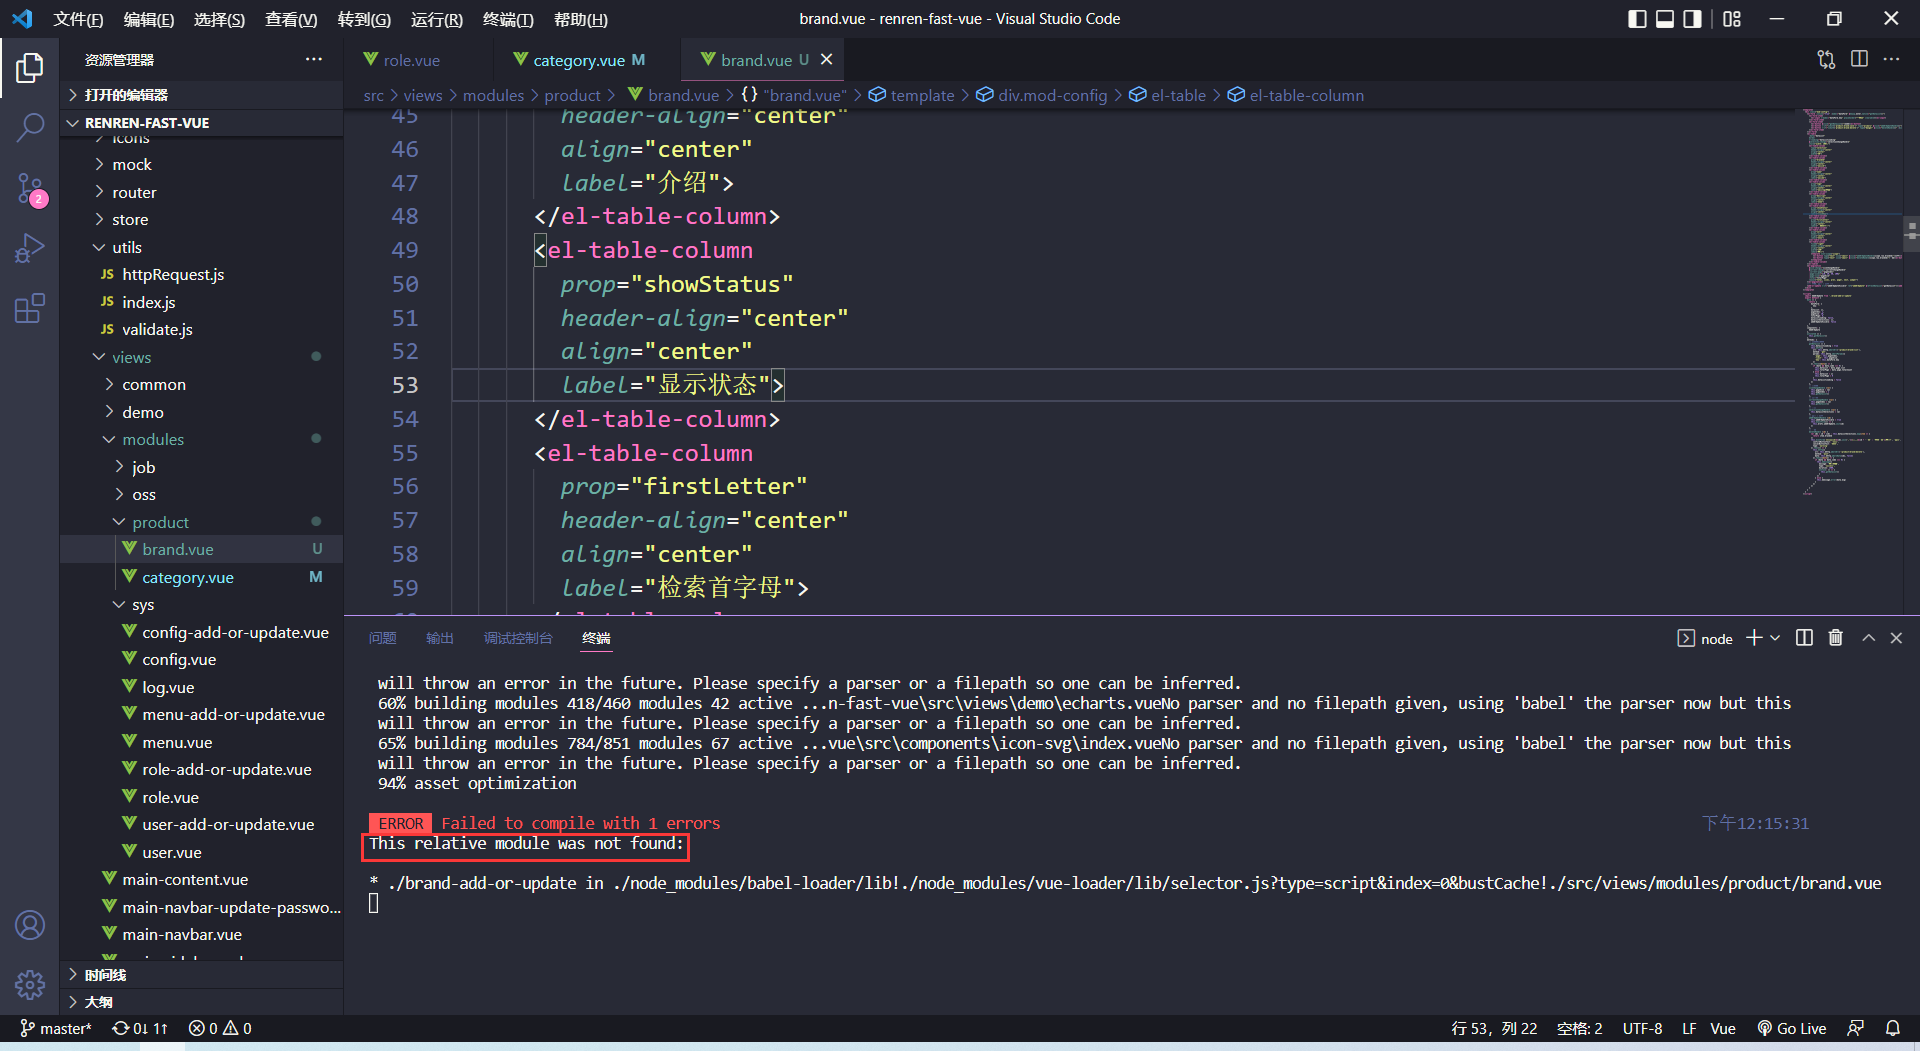 文件(F) 编辑(E) 选择(S) 查看(V) 转到(G) 运行(R) 终端(T) 帮助(H)
brand.vue - renren-fast-vue - Visual Studio Code
资源管理器
打开的编辑器
RENREN-FAST-VUE
icons
mock
router
store
utils
JS httpRequest.js
JS index.js
JS validate.js
views
common
demo
modules
job
oss
product
brand.vue U
category.vue M
sys
config-add-or-update.vue
config.vue
log.vue
menu-add-or-update.vue
menu.vue
role-add-or-update.vue
role.vue
user-add-or-update.vue
user.vue
main-content.vue
main-navbar-update-passwo...
main-navbar.vue
时间线
大纲
2
role.vue
category.vue M
brand.vue U
src > views > modules > product > brand.vue > {} "brand.vue" > template > div.mod-config > el-table > el-table-column
45 header-align="center"
46 align="center"
47 label="介绍">
48 </el-table-column>
49 <el-table-column
50 prop="showStatus"
51 header-align="center"
52 align="center"
53 label="显示状态">
54 </el-table-column>
55 <el-table-column
56 prop="firstLetter"
57 header-align="center"
58 align="center"
59 label="检索首字母">
问题 输出 调试控制台 终端
node
will throw an error in the future. Please specify a parser or a filepath so one can be inferred.
60% building modules 418/460 modules 42 active ...n-fast-vue\src\views\demo\echarts.vueNo parser and no filepath given, using 'babel' the parser now but this
will throw an error in the future. Please specify a parser or a filepath so one can be inferred.
65% building modules 784/851 modules 67 active ...vue\src\components\icon-svg\index.vueNo parser and no filepath given, using 'babel' the parser now but this
will throw an error in the future. Please specify a parser or a filepath so one can be inferred.
94% asset optimization
ERROR Failed to compile with 1 errors 下午12:15:31
This relative module was not found:
* ./brand-add-or-update in ./node_modules/babel-loader/lib!./node_modules/vue-loader/lib/selector.js?type=script&index=0&bustCache!./src/views/modules/product/brand.vue
master* 0↓ 1↑ 0 0
行 53，列 22 空格: 2 UTF-8 LF Vue Go Live